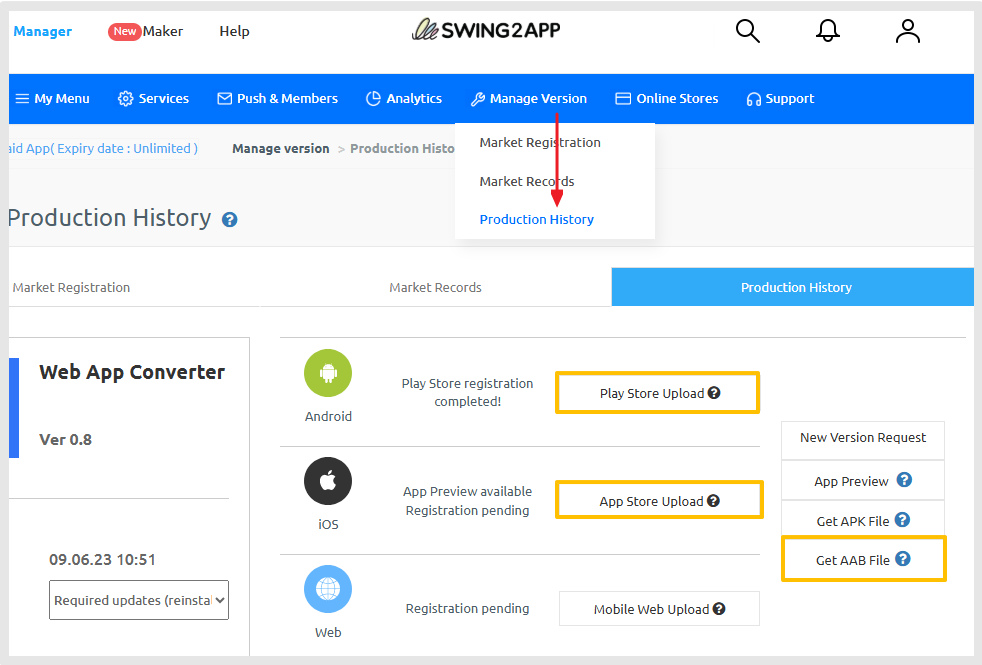 Manager
New Maker
Help
SWING2APP
My Menu
Services
Push & Members
Analytics
Manage Version
Online Stores
Support
aid App( Expiry date : Unlimited )
Manage version > Production Histo
Market Registration
Market Records
Production History
Production History ?
Market Registration
Market Records
Production History
Web App Converter
Ver 0.8
09.06.23 10:51
Required updates (reinstal
Android
Play Store registration
completed!
Play Store Upload ?
iOS
App Preview available
Registration pending
App Store Upload ?
Web
Registration pending
Mobile Web Upload ?
New Version Request
App Preview ?
Get APK File ?
Get AAB File ?